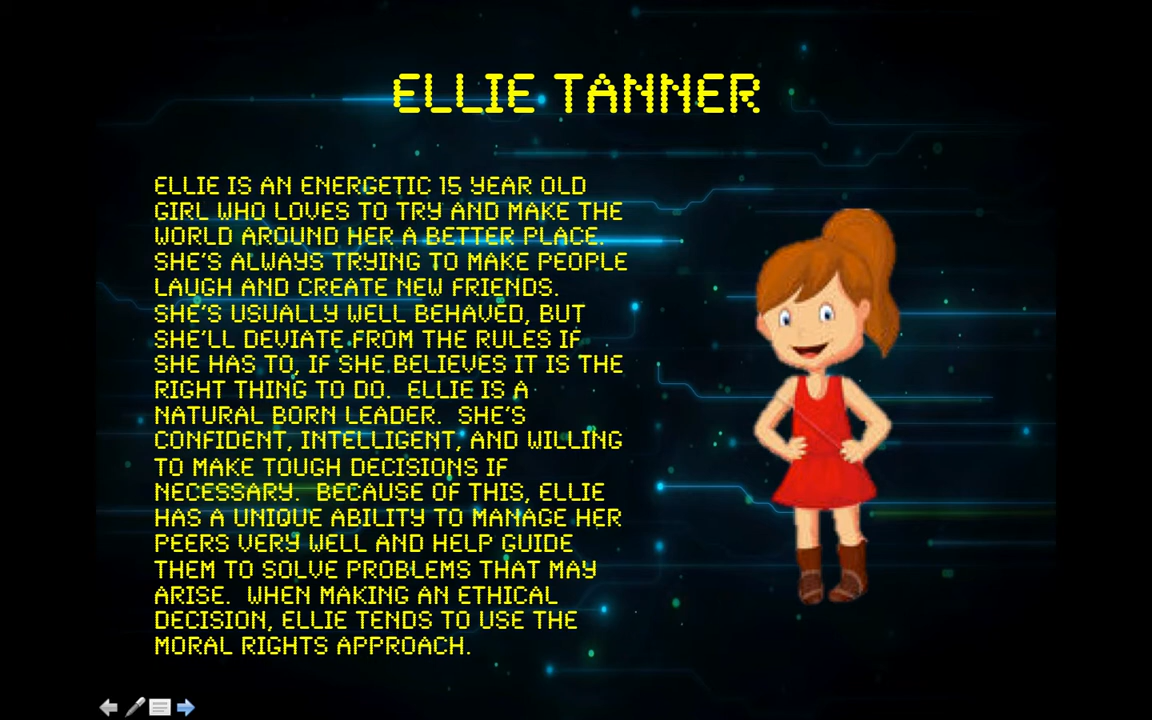 ELLIE TANNER
ELLIE IS AN ENERGETIC 15 YEAR OLD
GIRL WHO LOVES TO TRY AND MAKE THE
WORLD AROUND HER A BETTER PLACE.
SHE'S ALWAYS TRYING TO MAKE PEOPLE
LAUGH AND CREATE NEW FRIENDS.
SHE'S USUALLY WELL BEHAVED, BUT
SHE'LL DEVIATE FROM THE RULES IF
SHE HAS TO, IF SHE BELIEVES IT IS THE
RIGHT THING TO DO.  ELLIE IS A
NATURAL BORN LEADER.  SHE'S
CONFIDENT, INTELLIGENT, AND WILLING
TO MAKE TOUGH DECISIONS IF
NECESSARY.  BECAUSE OF THIS, ELLIE
HAS A UNIQUE ABILITY TO MANAGE HER
PEERS VERY WELL AND HELP GUIDE
THEM TO SOLVE PROBLEMS THAT MAY
ARISE.  WHEN MAKING AN ETHICAL
DECISION, ELLIE TENDS TO USE THE
MORAL RIGHTS APPROACH.